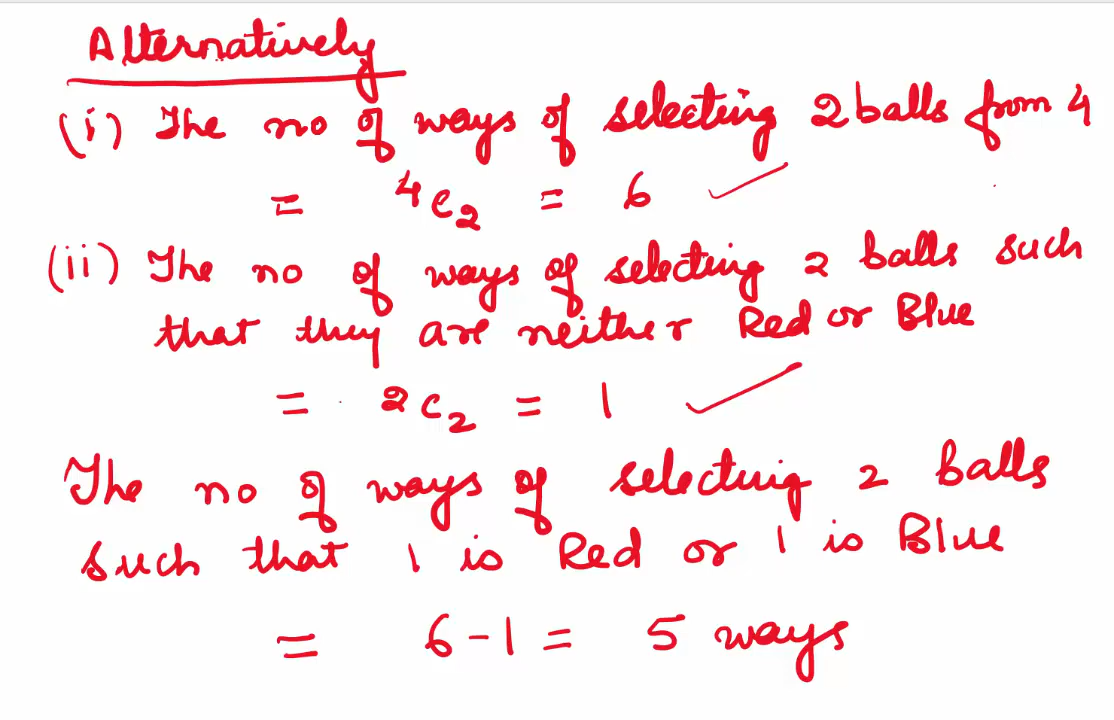 Alternatively
(i) The no of ways of selecting 2 balls from 4
= ⁴C₂ = 6 ✓
(ii) The no of ways of selecting 2 balls such
that they are neither Red or Blue
= 2C₂ = 1 ✓
The no of ways of selecting 2 balls
such that 1 is Red or 1 is Blue
= 6 - 1 = 5 ways